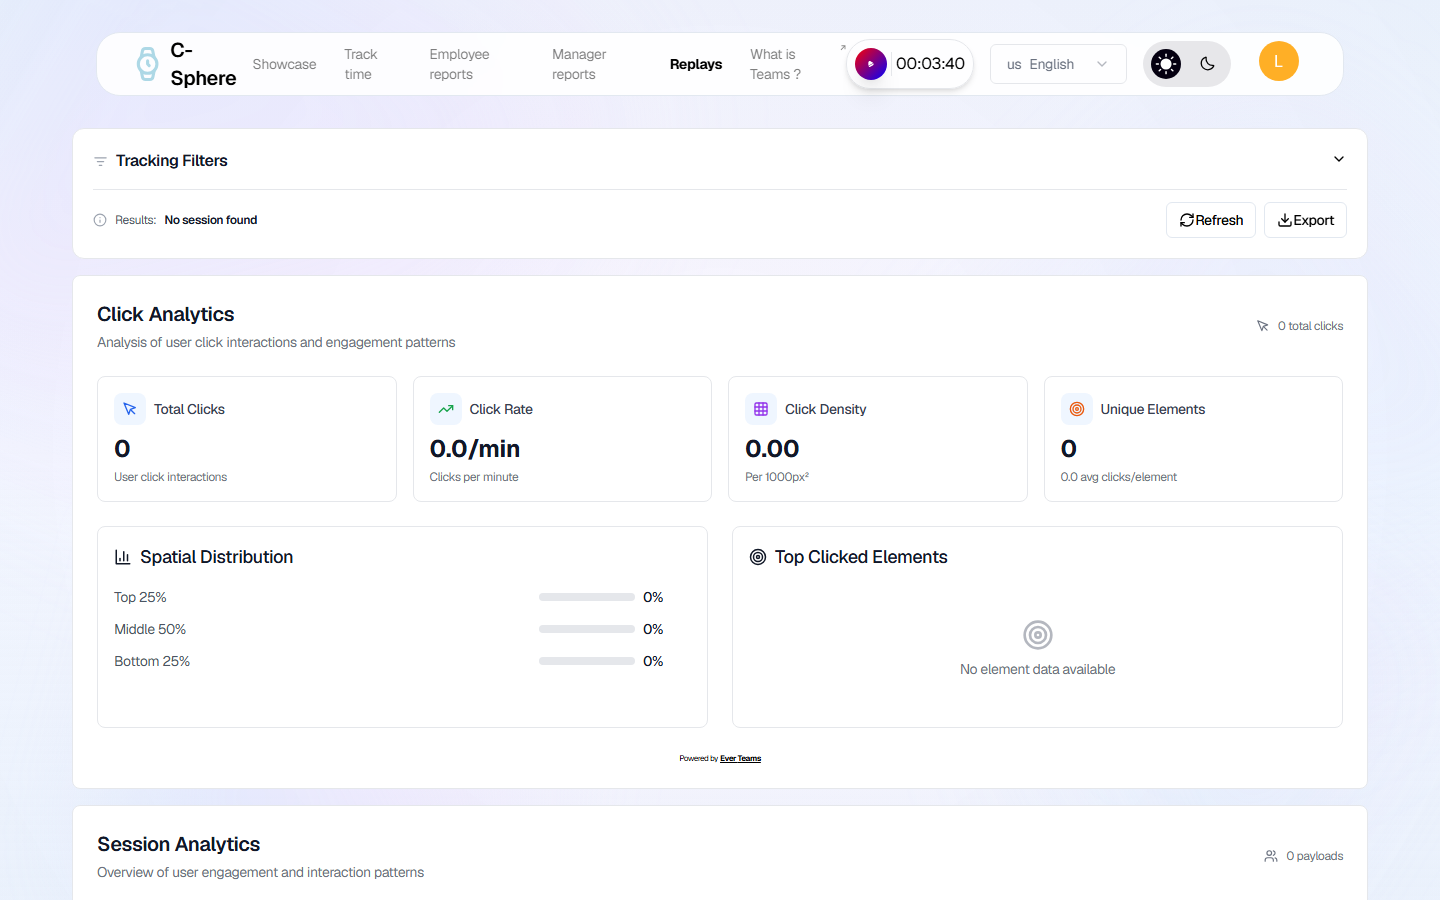 C-
Sphere
Showcase
Track
time
Employee
reports
Manager
reports
Replays
What is
Teams ?
00:03:40
us English
L
Tracking Filters
Results: No session found
Refresh
Export
Click Analytics
Analysis of user click interactions and engagement patterns
0 total clicks
Total Clicks
0
User click interactions
Click Rate
0.0/min
Clicks per minute
Click Density
0.00
Per 1000px²
Unique Elements
0
0.0 avg clicks/element
Spatial Distribution
Top 25% 0%
Middle 50% 0%
Bottom 25% 0%
Top Clicked Elements
No element data available
Powered by Ever Teams
Session Analytics
Overview of user engagement and interaction patterns
0 payloads